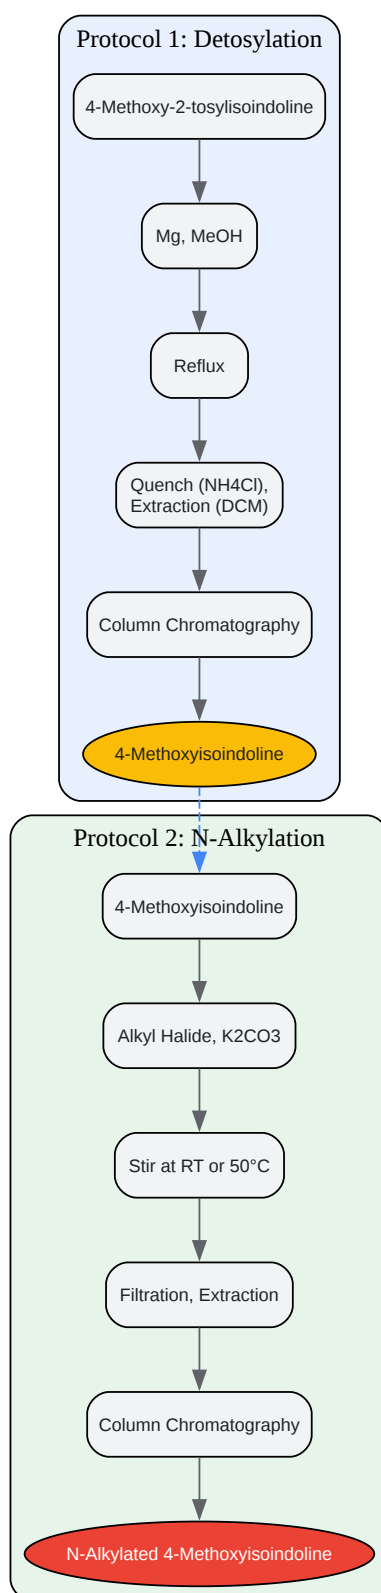 Protocol 1: Detosylation
4-Methoxy-2-tosylisoindoline
Mg, MeOH
Reflux
Quench (NH4Cl),
Extraction (DCM)
Column Chromatography
4-Methoxyisoindoline
Protocol 2: N-Alkylation
4-Methoxyisoindoline
Alkyl Halide, K2CO3
Stir at RT or 50°C
Filtration, Extraction
Column Chromatography
N-Alkylated 4-Methoxyisoindoline